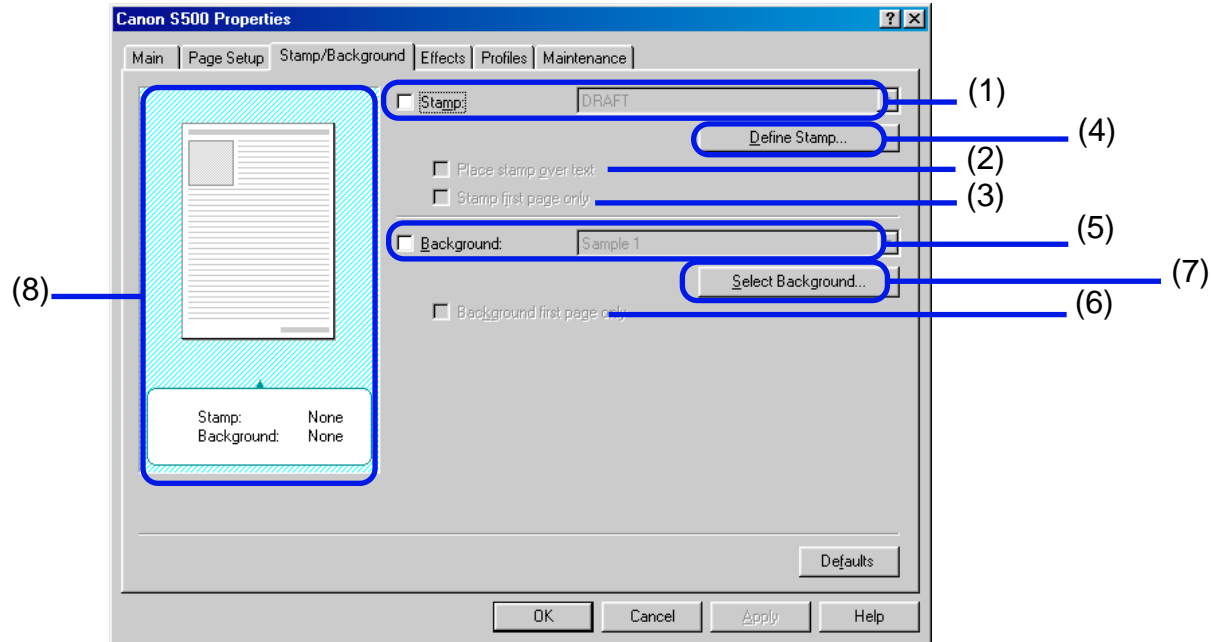 Canon S500 Properties
Main Page Setup Stamp/Background Effects Profiles Maintenance
Stamp: DRAFT (1)
Define Stamp... (4)
Place stamp over text (2)
Stamp first page only (3)
Background: Sample 1 (5)
Select Background... (7)
(8)
Background first page only (6)
Stamp: None
Background: None
Defaults
OK Cancel Apply Help